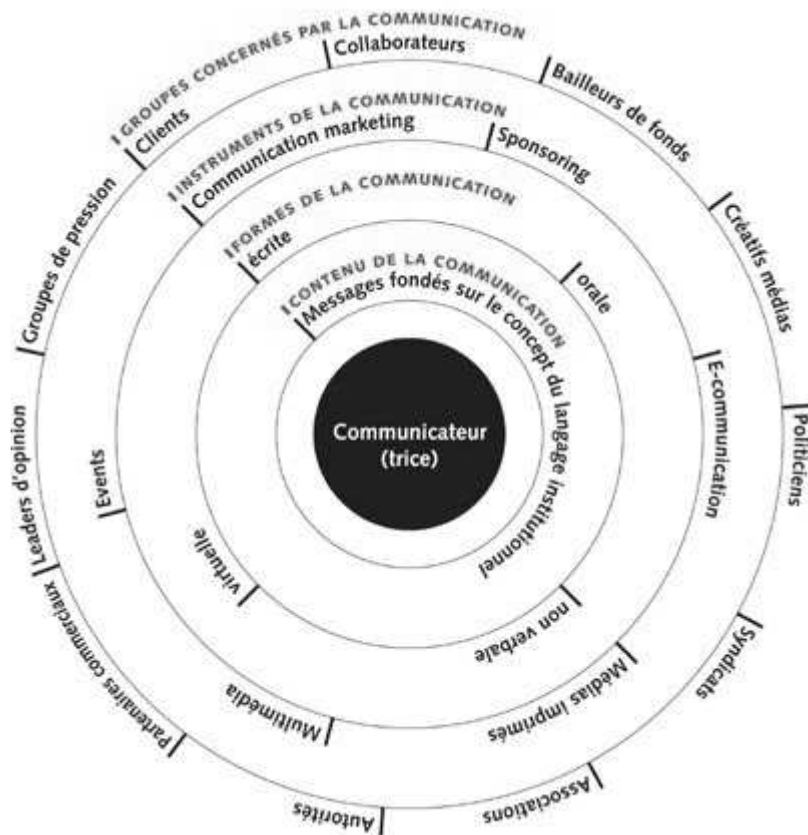 GROUPES CONCERNÉS PAR LA COMMUNICATION
Clients
Collaborateurs
Bailleurs de fonds
Créatifs médias
Politiciens
Syndicats
Associations
Autorités
Partenaires commerciaux
Leaders d'opinion
Groupes de pression
INSTRUMENTS DE LA COMMUNICATION
Communication marketing
Sponsoring
E-communication
Médias imprimés
Multimédia
Events
FORMES DE LA COMMUNICATION
écrite
orale
non verbale
virtuelle
CONTENU DE LA COMMUNICATION
Messages fondés sur le concept du langage institutionnel
Communicateur
(trice)